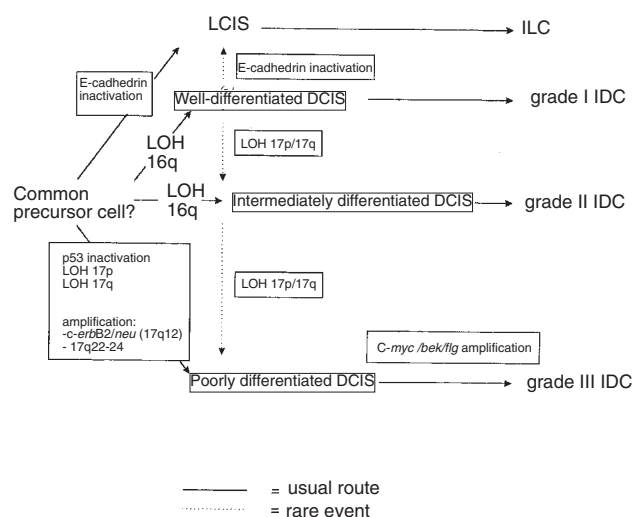 LCIS
ILC
E-cadhedrin inactivation
E-cadhedrin
inactivation
Well-differentiated DCIS
grade I IDC
LOH
16q
LOH 17p/17q
Common
precursor cell?
LOH
16q
Intermediately differentiated DCIS
grade II IDC
p53 inactivation
LOH 17p
LOH 17q
amplification:
-c-erbB2/neu (17q12)
- 17q22-24
LOH 17p/17q
C-myc /bek/flg amplification
Poorly differentiated DCIS
grade III IDC
= usual route
= rare event